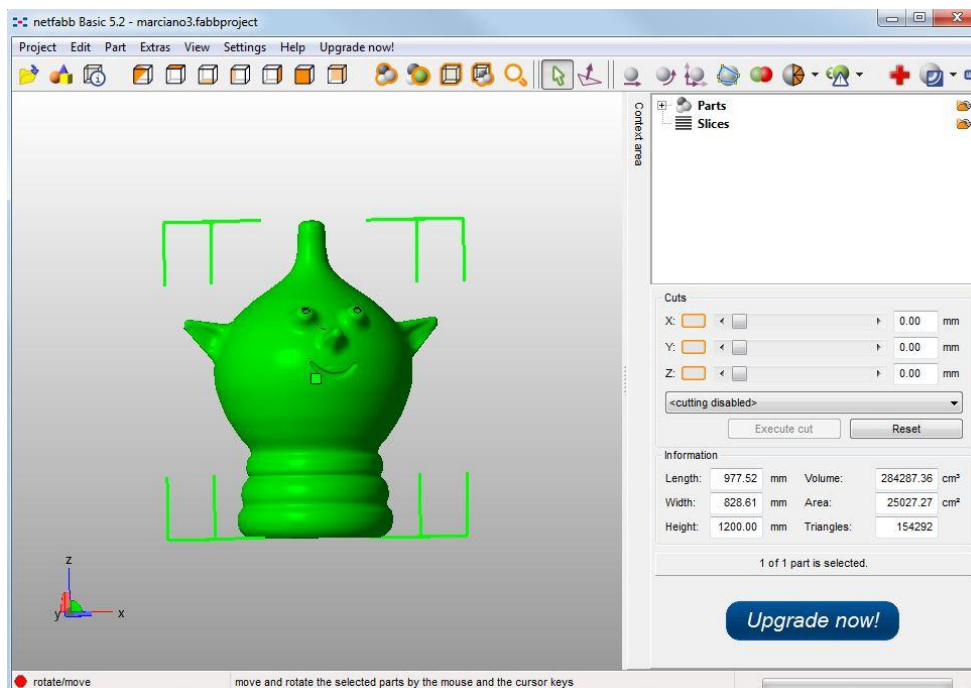 netfabb Basic 5.2 - marciano3.fabbproject
Project Edit Part Extras View Settings Help Upgrade now!
Context area
Parts
Slices
Cuts
X: 0.00 mm
Y: 0.00 mm
Z: 0.00 mm
<cutting disabled>
Execute cut Reset
Information
Length: 977.52 mm Volume: 284287.36 cm³
Width: 828.61 mm Area: 25027.27 cm²
Height: 1200.00 mm Triangles: 154292
1 of 1 part is selected.
Upgrade now!
z
y x
rotate/move move and rotate the selected parts by the mouse and the cursor keys